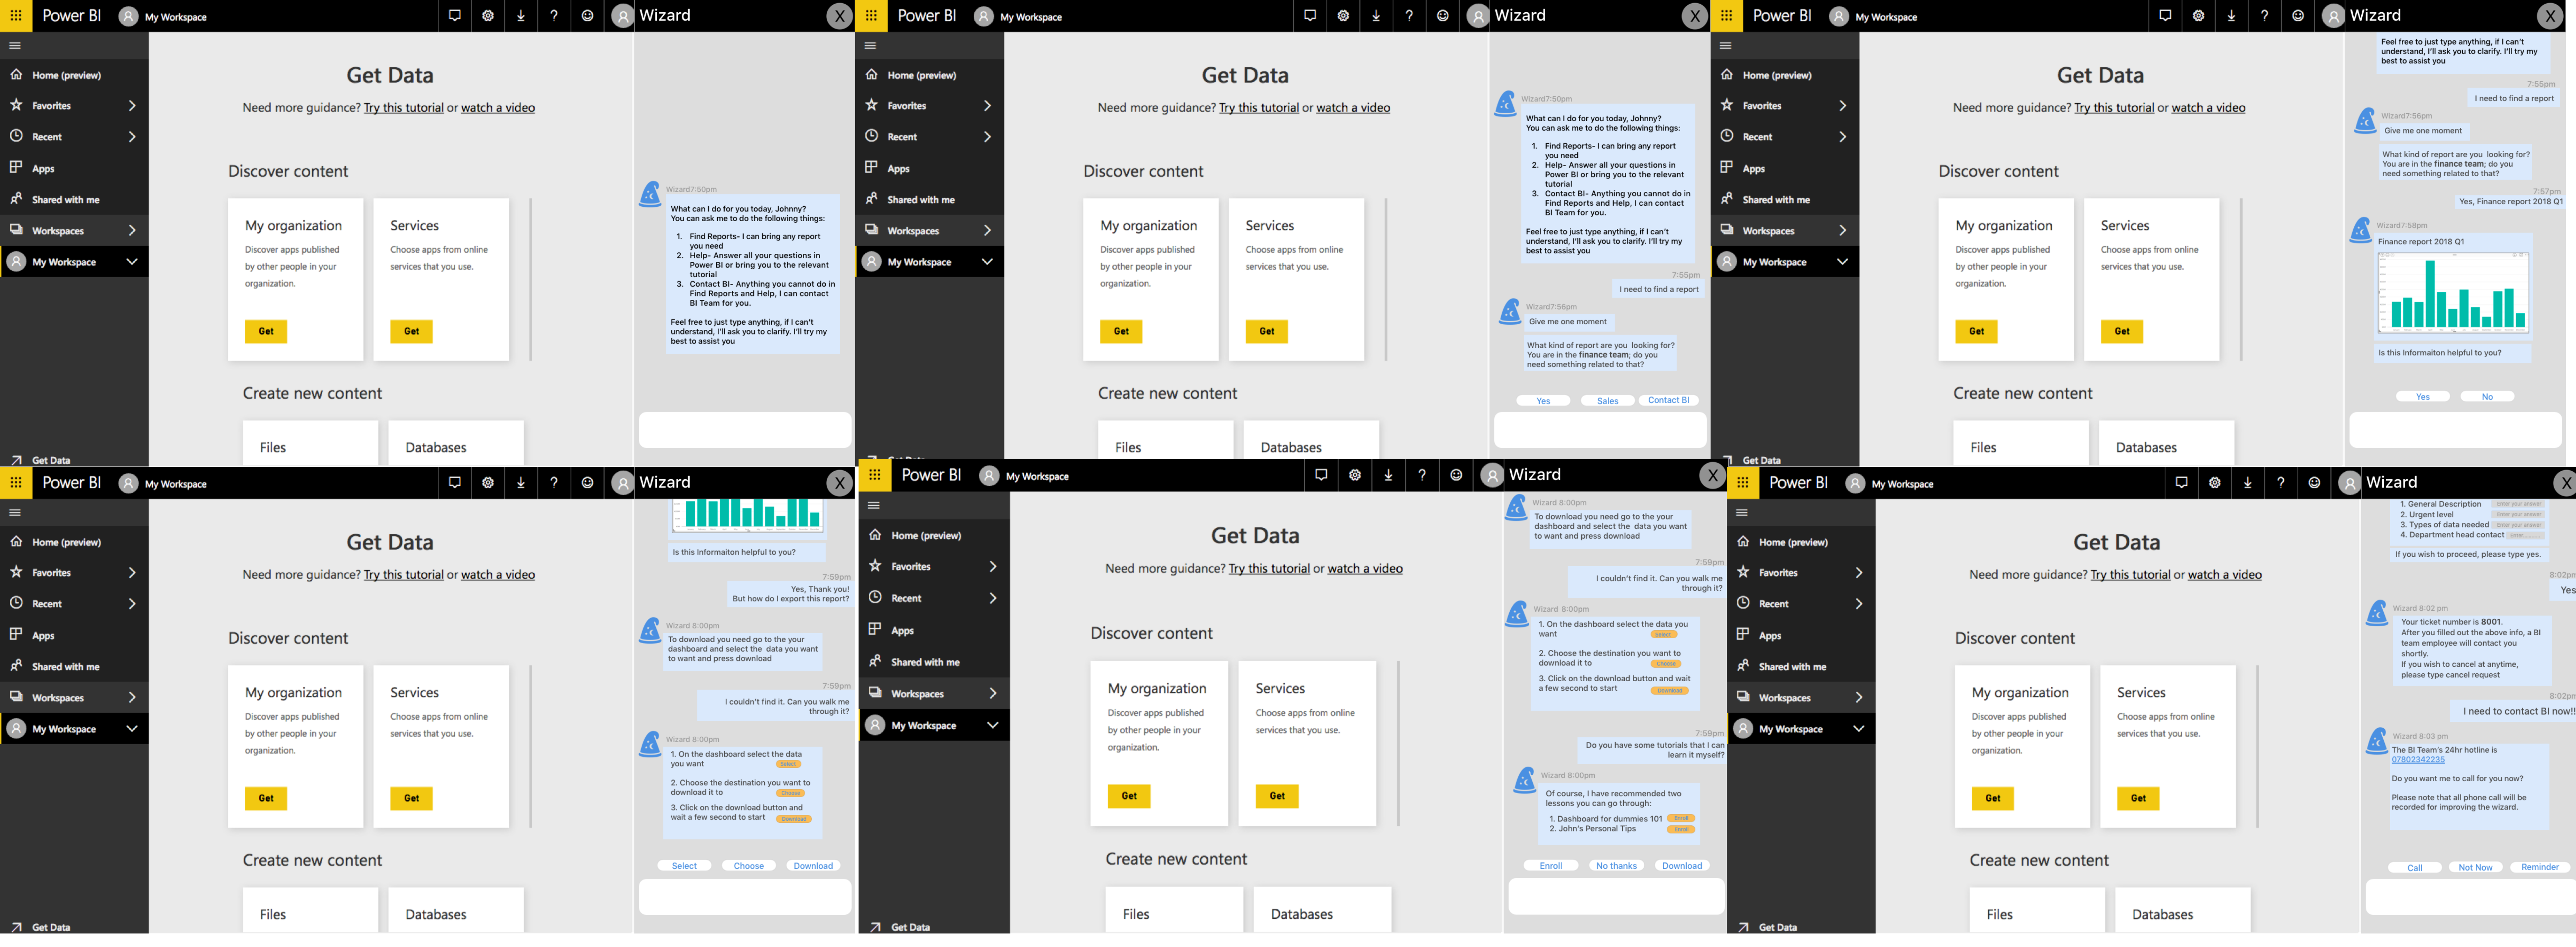 Power BI
My Workspace
?
Wizard
X
Home (preview)
Favorites
Recent
Apps
Shared with me
Workspaces
My Workspace
Get Data
Get Data
Need more guidance? Try this tutorial or watch a video
Discover content
My organization
Discover apps published
by other people in your
organization.
Get
Services
Choose apps from online
services that you use.
Get
Create new content
Files
Databases
Wizard7:50pm
What can I do for you today, Johnny?
You can ask me to do the following things:
1. Find Reports- I can bring any report
you need
2. Help- Answer all your questions in
Power BI or bring you to the relevant
tutorial
3. Contact BI- Anything you cannot do in
Find Reports and Help, I can contact
BI Team for you.
Feel free to just type anything, if I can't
understand, I'll ask you to clarify. I'll try my
best to assist you
Power BI
My Workspace
?
Wizard
X
Home (preview)
Favorites
Recent
Apps
Shared with me
Workspaces
My Workspace
Get Data
Need more guidance? Try this tutorial or watch a video
Discover content
My organization
Discover apps published
by other people in your
organization.
Get
Services
Choose apps from online
services that you use.
Get
Create new content
Files
Databases
Wizard7:50pm
What can I do for you today, Johnny?
You can ask me to do the following things:
1. Find Reports- I can bring any report
you need
2. Help- Answer all your questions in
Power BI or bring you to the relevant
tutorial
3. Contact BI- Anything you cannot do in
Find Reports and Help, I can contact
BI Team for you.
Feel free to just type anything, if I can't
understand, I'll ask you to clarify. I'll try my
best to assist you
7:55pm
I need to find a report
Wizard7:56pm
Give me one moment
What kind of report are you looking for?
You are in the finance team; do you
need something related to that?
Yes
Sales
Contact BI
Power BI
My Workspace
?
Wizard
X
Home (preview)
Favorites
Recent
Apps
Shared with me
Workspaces
My Workspace
Get Data
Get Data
Need more guidance? Try this tutorial or watch a video
Discover content
My organization
Discover apps published
by other people in your
organization.
Get
Services
Choose apps from online
services that you use.
Get
Create new content
Files
Databases
Feel free to just type anything, if I can't
understand, I'll ask you to clarify. I'll try my
best to assist you
7:55pm
I need to find a report
Wizard7:56pm
Give me one moment
What kind of report are you looking for?
You are in the finance team; do you
need something related to that?
7:57pm
Yes, Finance report 2018 Q1
Wizard7:58pm
Finance report 2018 Q1
Is this Informaiton helpful to you?
Yes
No
Power BI
My Workspace
?
Wizard
X
Home (preview)
Favorites
Recent
Apps
Shared with me
Workspaces
My Workspace
Get Data
Get Data
Need more guidance? Try this tutorial or watch a video
Discover content
My organization
Discover apps published
by other people in your
organization.
Get
Services
Choose apps from online
services that you use.
Get
Create new content
Files
Databases
Is this Informaiton helpful to you?
7:59pm
Yes, Thank you!
But how do I export this report?
Wizard 8:00pm
To download you need go to the your
dashboard and select the data you want
to want and press download
7:59pm
I couldn't find it. Can you walk me
through it?
Wizard 8:00pm
1. On the dashboard select the data
you want
Select
2. Choose the destination you want to
download it to
Choose
3. Click on the download button and
wait a few second to start
Download
Select
Choose
Download
Power BI
My Workspace
?
Wizard
X
Home (preview)
Favorites
Recent
Apps
Shared with me
Workspaces
My Workspace
Get Data
Get Data
Need more guidance? Try this tutorial or watch a video
Discover content
My organization
Discover apps published
by other people in your
organization.
Get
Services
Choose apps from online
services that you use.
Get
Create new content
Files
Databases
Wizard 8:00pm
To download you need go to the your
dashboard and select the data you want
to want and press download
7:59pm
I couldn't find it. Can you walk me
through it?
Wizard 8:00pm
1. On the dashboard select the data you
want
Select
2. Choose the destination you want to
download it to
Choose
3. Click on the download button and wait
a few second to start
Download
7:59pm
Do you have some tutorials that I can
learn it myself?
Wizard 8:00pm
Of course, I have recommended two
lessons you can go through:
1. Dashboard for dummies 101
Enroll
2. John's Personal Tips
Enroll
Enroll
No thanks
Download
Power BI
My Workspace
?
Wizard
X
Home (preview)
Favorites
Recent
Apps
Shared with me
Workspaces
My Workspace
Get Data
Get Data
Need more guidance? Try this tutorial or watch a video
Discover content
My organization
Discover apps published
by other people in your
organization.
Get
Services
Choose apps from online
services that you use.
Get
Create new content
Files
Databases
1. General Description Enter your answer
2. Urgent level Enter your answer
3. Types of data needed Enter your answer
4. Department head contact Enter
If you wish to proceed, please type yes.
8:02pm
Yes
Wizard 8:02 pm
Your ticket number is 8001.
After you filled out the above info, a BI
team employee will contact you
shortly.
If you wish to cancel at anytime,
please type cancel request
8:02pm
I need to contact BI now!!
Wizard 8:03 pm
The BI Team's 24hr hotline is
07802342235
Do you want me to call for you now?
Please note that all phone call will be
recorded for improving the wizard.
Call
Not Now
Reminder